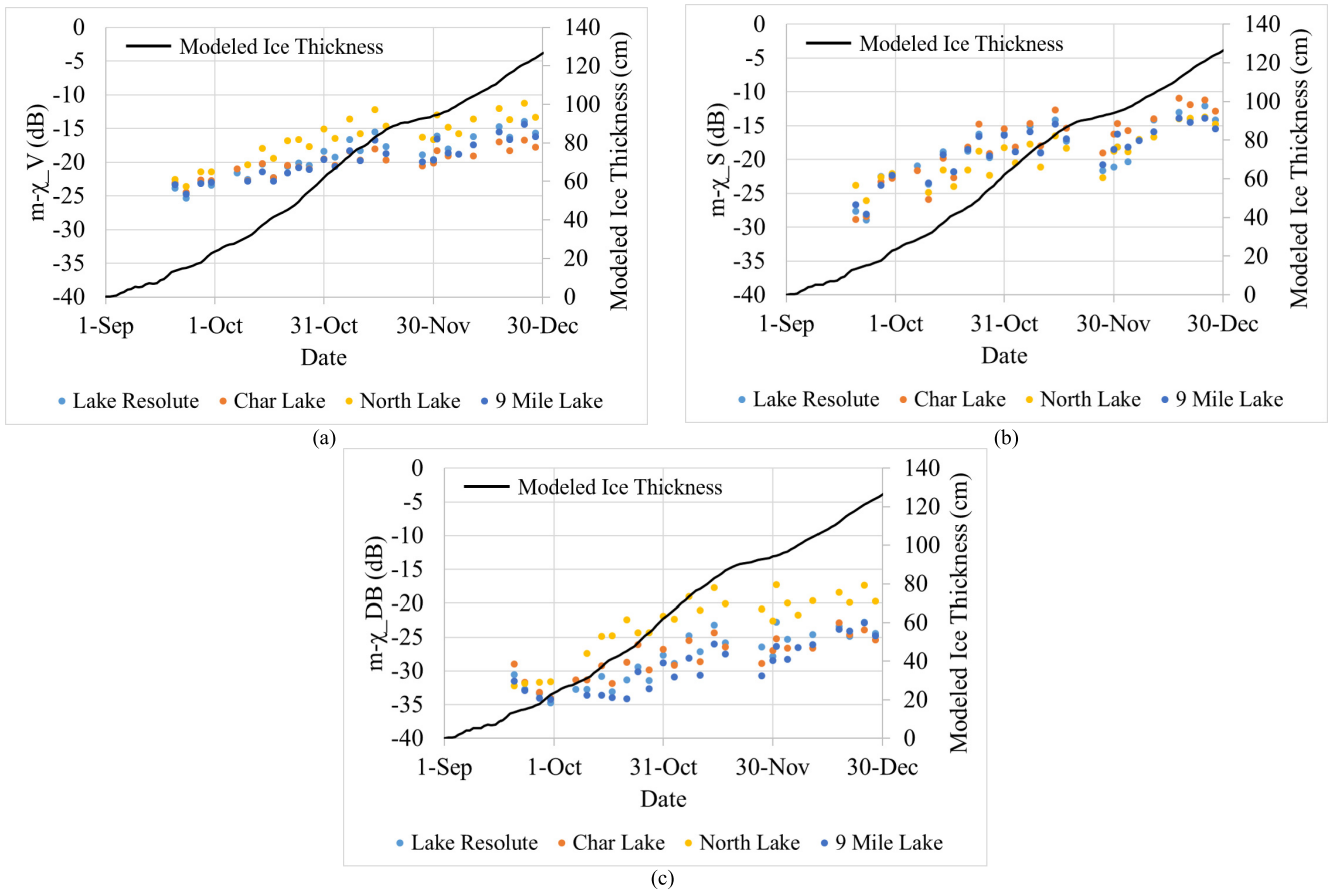 0 140
Modeled Ice Thickness
-5 120
-10 100
-15 80
-20
-25 60
-30 40
-35 20
-40 0
m-χ_V (dB)
Modeled Ice Thickness (cm)
1-Sep 1-Oct 31-Oct 30-Nov 30-Dec
Date
Lake Resolute Char Lake North Lake 9 Mile Lake
(a)
0 140
Modeled Ice Thickness
-5 120
-10 100
-15 80
-20
-25 60
-30 40
-35 20
-40 0
m-χ_S (dB)
Modeled Ice Thickness (cm)
1-Sep 1-Oct 31-Oct 30-Nov 30-Dec
Date
Lake Resolute Char Lake North Lake 9 Mile Lake
(b)
0 140
Modeled Ice Thickness
-5 120
-10 100
-15 80
-20
-25 60
-30 40
-35 20
-40 0
m-χ_DB (dB)
Modeled Ice Thickness (cm)
1-Sep 1-Oct 31-Oct 30-Nov 30-Dec
Date
Lake Resolute Char Lake North Lake 9 Mile Lake
(c)